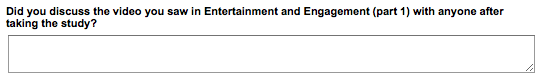 Did you discuss the video you saw in Entertainment and Engagement (part 1) with anyone after
taking the study?